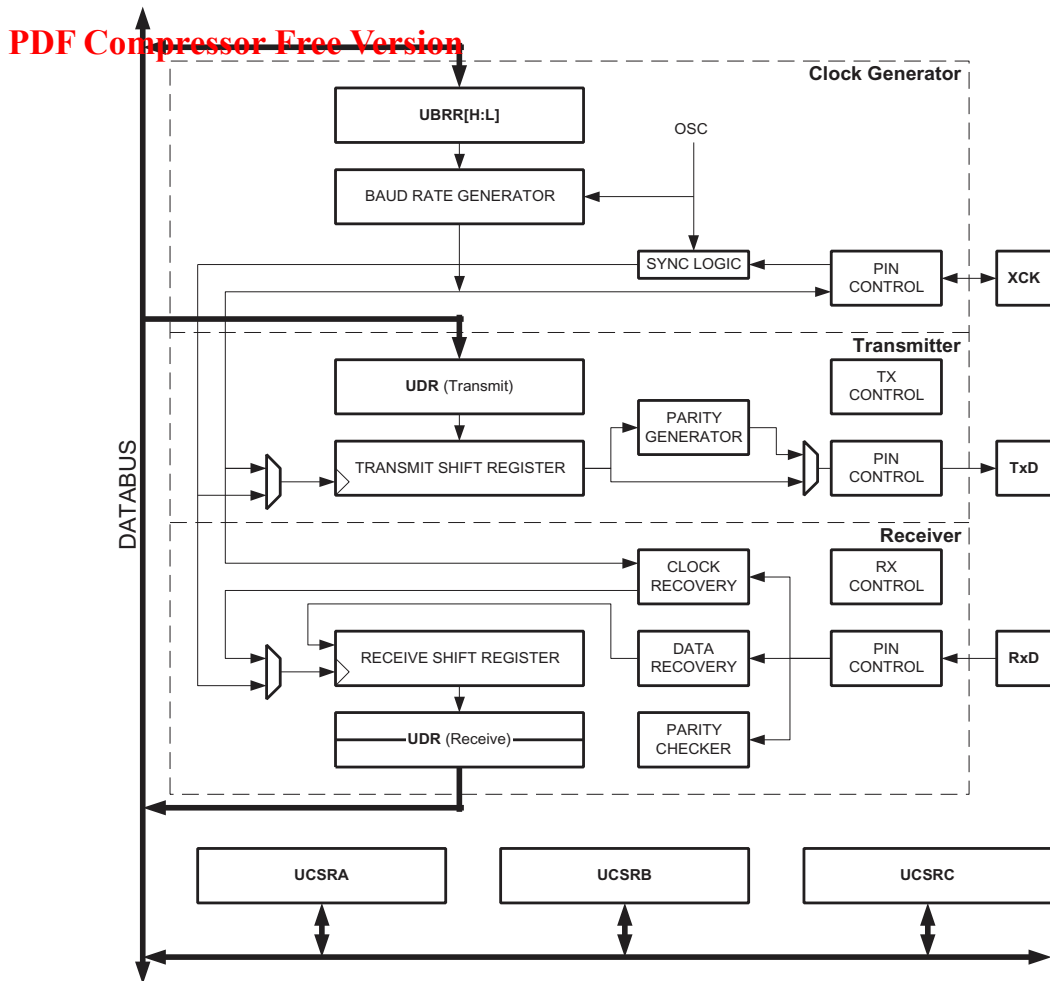 PDF Compressor Free Version
Clock Generator
UBRR[H:L]
OSC
BAUD RATE GENERATOR
SYNC LOGIC
PIN
CONTROL
XCK
Transmitter
TX
CONTROL
UDR (Transmit)
PARITY
GENERATOR
TRANSMIT SHIFT REGISTER
PIN
CONTROL
TxD
DATABUS
Receiver
CLOCK
RECOVERY
RX
CONTROL
RECEIVE SHIFT REGISTER
DATA
RECOVERY
PIN
CONTROL
RxD
UDR (Receive)
PARITY
CHECKER
UCSRA
UCSRB
UCSRC